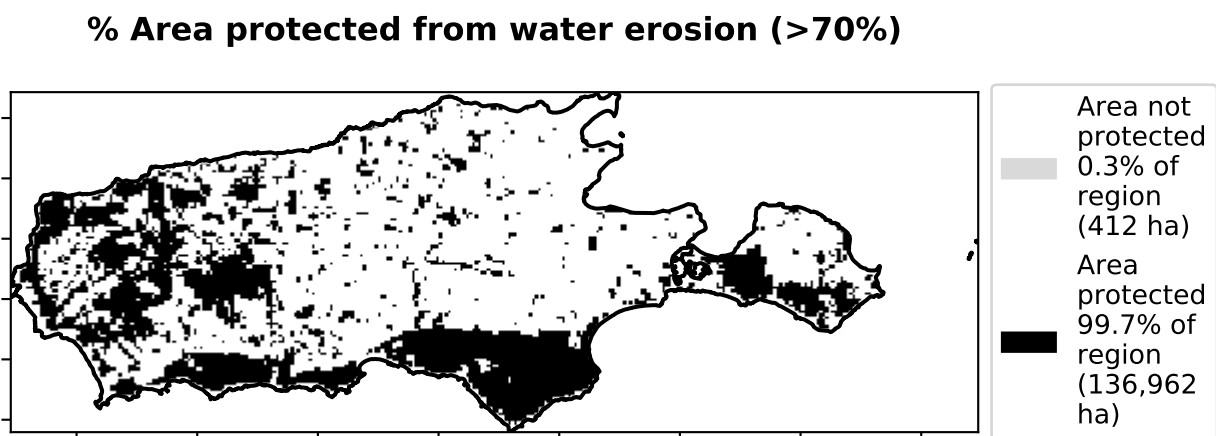 % Area protected from water erosion (>70%)
Area not
protected
0.3% of
region
(412 ha)
Area
protected
99.7% of
region
(136,962
ha)